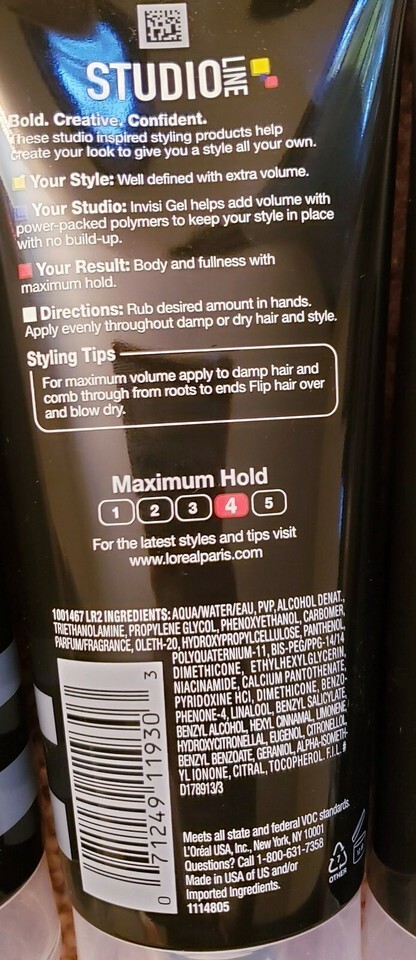 STUDIO LINE
Bold. Creative. Confident.
These studio inspired styling products help
create your look to give you a style all your own.
Your Style: Well defined with extra volume.
Your Studio: Invisi Gel helps add volume with
power-packed polymers to keep your style in place
with no build-up.
Your Result: Body and fullness with
maximum hold.
Directions: Rub desired amount in hands.
Apply evenly throughout damp or dry hair and style.
Styling Tips
For maximum volume apply to damp hair and
comb through from roots to ends Flip hair over
and blow dry.
Maximum Hold
1 2 3 4 5
For the latest styles and tips visit
www.lorealparis.com
1001467 LR2 INGREDIENTS: AQUA/WATER/EAU, PVP, ALCOHOL DENAT.,
TRIETHANOLAMINE, PROPYLENE GLYCOL, PHENOXYETHANOL, CARBOMER,
PARFUM/FRAGRANCE, OLETH-20, HYDROXYPROPYLCELLULOSE, PANTHENOL,
POLYQUATERNIUM-11, BIS-PEG/PPG-14/14
DIMETHICONE, ETHYLHEXYLGLYCERIN,
NIACINAMIDE, CALCIUM PANTOTHENATE,
PYRIDOXINE HCl, DIMETHICONE, BENZO-
PHENONE-4, LINALOOL, BENZYL SALICYLATE,
BENZYL ALCOHOL, HEXYL CINNAMAL, LIMONENE,
HYDROXYCITRONELLAL, EUGENOL, CITRONELLOL,
BENZYL BENZOATE, GERANIOL, ALPHA-ISOMETH-
YL IONONE, CITRAL, TOCOPHEROL. F.I.L. #
D178913/3
0 71249 11930 3
Meets all state and federal VOC standards.
L'Oréal USA, Inc., New York, NY 10001
Questions? Call 1-800-631-7358
Made in USA of US and/or
Imported Ingredients.
1114805
7
OTHER